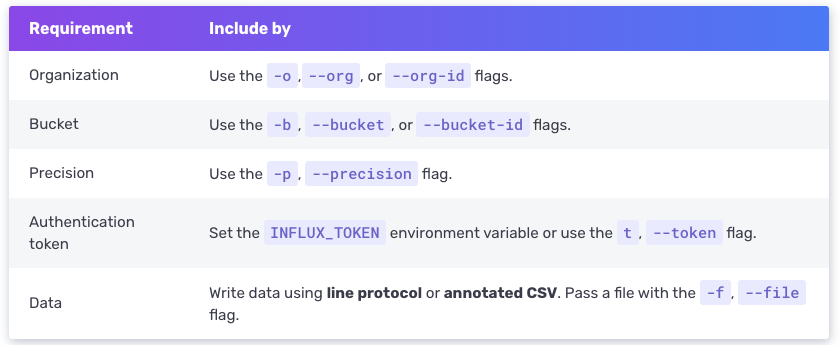 Requirement Include by
Organization Use the -o, --org, or --org-id flags.
Bucket Use the -b, --bucket, or --bucket-id flags.
Precision Use the -p, --precision flag.
Authentication
token Set the INFLUX_TOKEN environment variable or use the t, --token flag.
Data Write data using line protocol or annotated CSV. Pass a file with the -f, --file
flag.